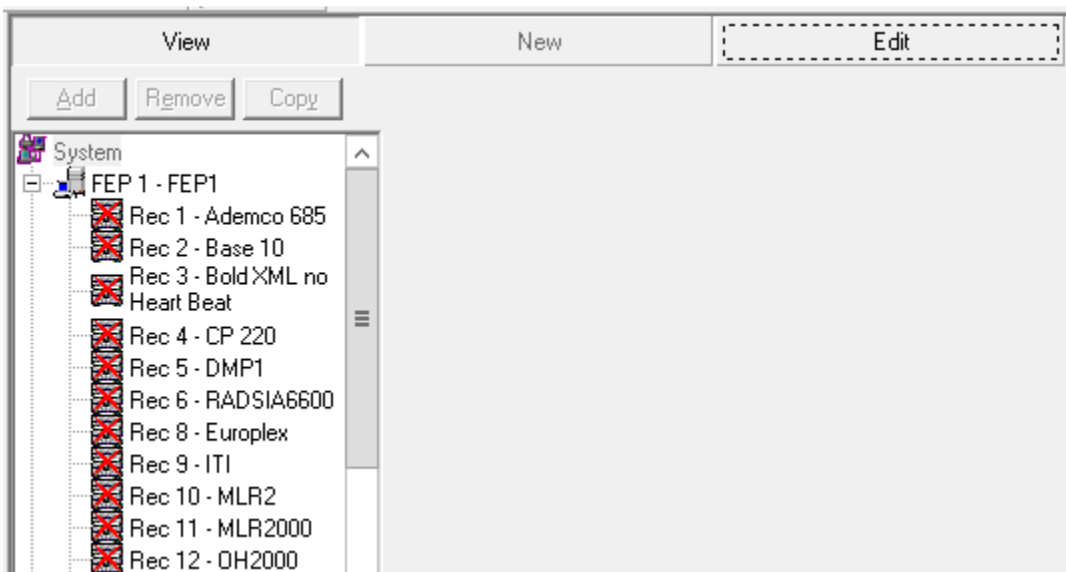 View New Edit
Add Remove Copy
System
FEP 1 - FEP1
Rec 1 - Ademco 685
Rec 2 - Base 10
Rec 3 - Bold XML no
Heart Beat
Rec 4 - CP 220
Rec 5 - DMP1
Rec 6 - RADSIA6600
Rec 8 - Europlex
Rec 9 - ITI
Rec 10 - MLR2
Rec 11 - MLR2000
Rec 12 - OH2000